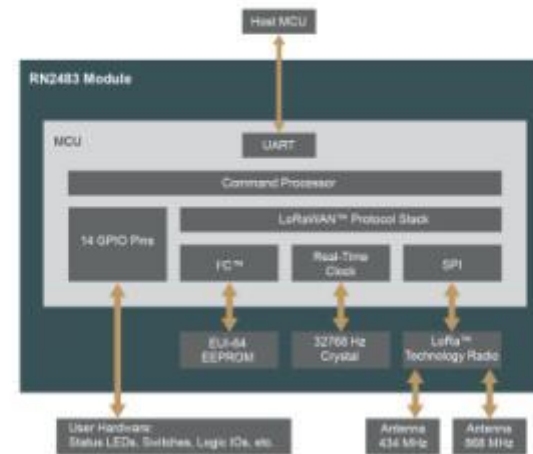 Host MCU
RN2483 Module
MCU
UART
Command Processor
14 GPIO Pins
LoRaWAN™ Protocol Stack
I²C™
Real-Time
Clock
SPI
EUI-64
EEPROM
32768 Hz
Crystal
LoRa™
Technology Radio
User Hardware:
Status LEDs, Switches, Logic IOs, etc.
Antenna
434 MHz
Antenna
868 MHz